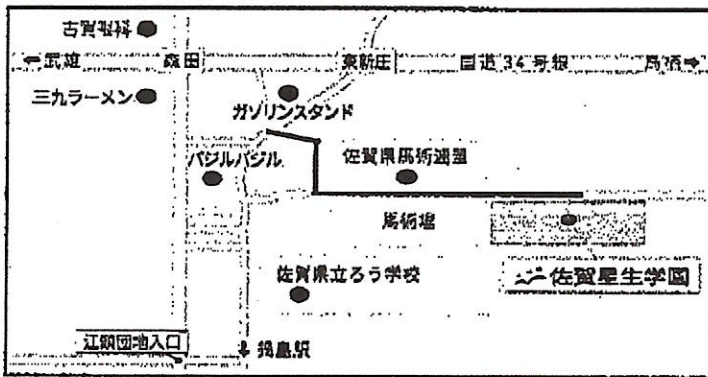 古賀歯科
←武雄
森田
東新庄
国道34号線
鳥栖→
三九ラーメン
ガソリンスタンド
バジルバジル
佐賀県馬術連盟
馬術場
佐賀星生学園
佐賀県立ろう学校
江頭団地入口
↓鍋島駅